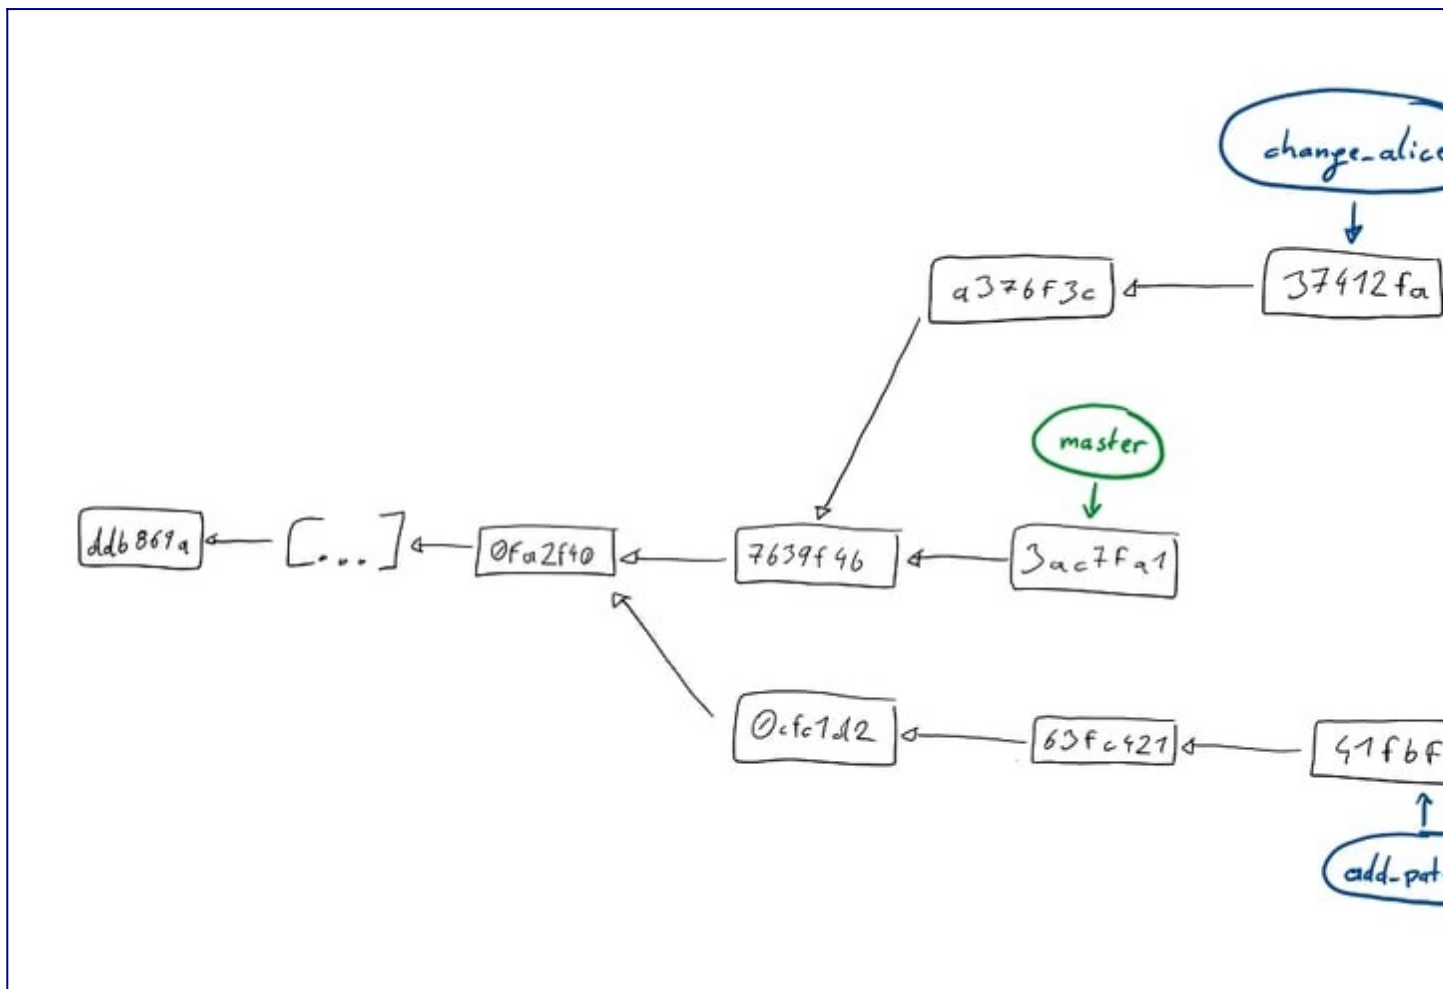 change_alice
a376f3c
37412fa
master
ddb869a
[...]
0fa2f40
7639f46
3ac7fa1
0cfc1d2
63fc421
41fbf
add_pat